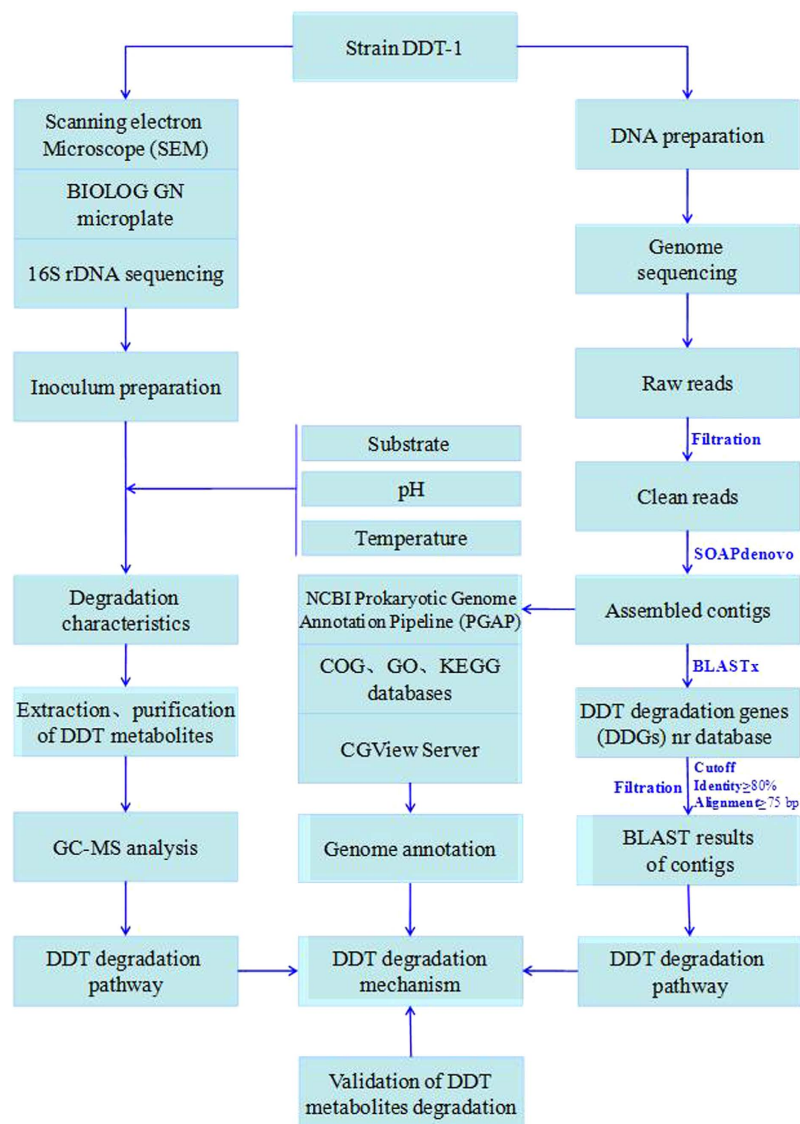 Strain DDT-1
Scanning electron
Microscope (SEM)
BIOLOG GN
microplate
16S rDNA sequencing
Inoculum preparation
Substrate
pH
Temperature
Degradation
characteristics
Extraction、purification
of DDT metabolites
GC-MS analysis
DDT degradation
pathway
NCBI Prokaryotic Genome
Annotation Pipeline (PGAP)
COG、GO、KEGG
databases
CGView Server
Genome annotation
DDT degradation
mechanism
Validation of DDT
metabolites degradation
DNA preparation
Genome
sequencing
Raw reads
Filtration
Clean reads
SOAPdenovo
Assembled contigs
BLASTx
DDT degradation genes
(DDGs) nr database
Filtration
Cutoff
Identity≥80%
Alignment≥75 bp
BLAST results
of contigs
DDT degradation
pathway